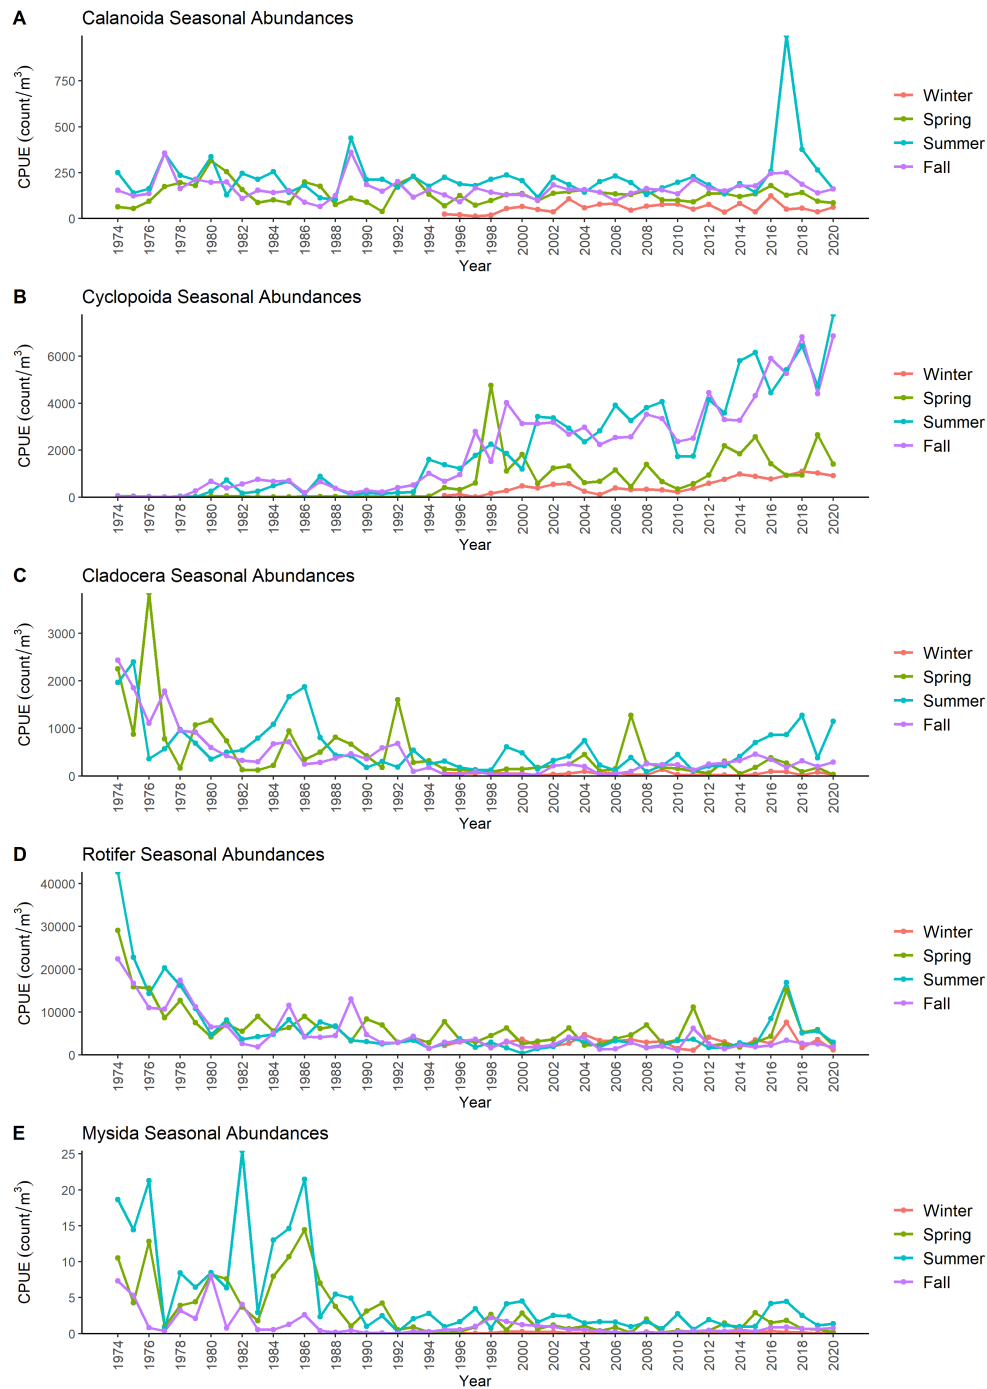 A Calanoida Seasonal Abundances
CPUE (count/m³)
750
500
250
0
1974 1976 1978 1980 1982 1984 1986 1988 1990 1992 1994 1996 1998 2000 2002 2004 2006 2008 2010 2012 2014 2016 2018 2020
Year
Winter
Spring
Summer
Fall
B Cyclopoida Seasonal Abundances
CPUE (count/m³)
6000
4000
2000
0
1974 1976 1978 1980 1982 1984 1986 1988 1990 1992 1994 1996 1998 2000 2002 2004 2006 2008 2010 2012 2014 2016 2018 2020
Year
Winter
Spring
Summer
Fall
C Cladocera Seasonal Abundances
CPUE (count/m³)
3000
2000
1000
0
1974 1976 1978 1980 1982 1984 1986 1988 1990 1992 1994 1996 1998 2000 2002 2004 2006 2008 2010 2012 2014 2016 2018 2020
Year
Winter
Spring
Summer
Fall
D Rotifer Seasonal Abundances
CPUE (count/m³)
40000
30000
20000
10000
0
1974 1976 1978 1980 1982 1984 1986 1988 1990 1992 1994 1996 1998 2000 2002 2004 2006 2008 2010 2012 2014 2016 2018 2020
Year
Winter
Spring
Summer
Fall
E Mysida Seasonal Abundances
CPUE (count/m³)
25
20
15
10
5
0
1974 1976 1978 1980 1982 1984 1986 1988 1990 1992 1994 1996 1998 2000 2002 2004 2006 2008 2010 2012 2014 2016 2018 2020
Year
Winter
Spring
Summer
Fall